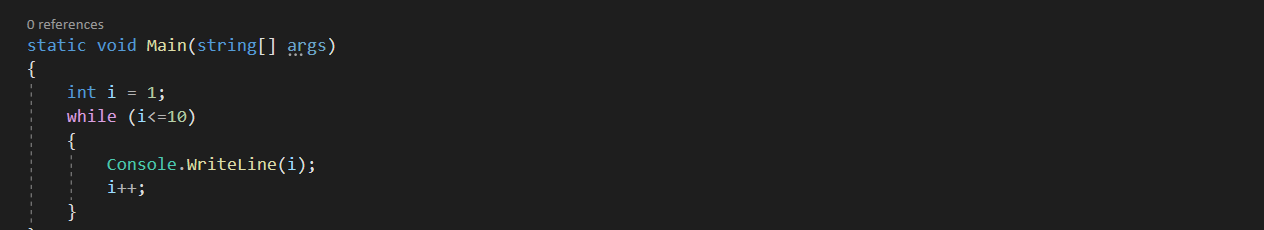 0 references
static void Main(string[] args)
{
    int i = 1;
    while (i<=10)
    {
        Console.WriteLine(i);
        i++;
    }
}